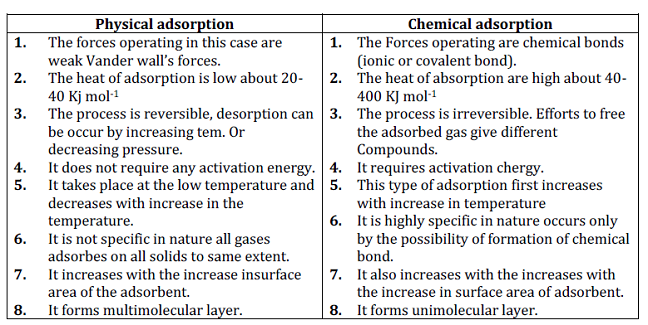 Physical adsorption
1. The forces operating in this case are
weak Vander wall's forces.
2. The heat of adsorption is low about 20-
40 Kj mol-1
3. The process is reversible, desorption can
be occur by increasing tem. Or
decreasing pressure.
4. It does not require any activation energy.
5. It takes place at the low temperature and
decreases with increase in the
temperature.
6. It is not specific in nature all gases
adsorbes on all solids to same extent.
7. It increases with the increase insurface
area of the adsorbent.
8. It forms multimolecular layer.
Chemical adsorption
1. The Forces operating are chemical bonds
(ionic or covalent bond).
2. The heat of absorption are high about 40-
400 KJ mol-1
3. The process is irreversible. Efforts to free
the adsorbed gas give different
Compounds.
4. It requires activation chergy.
5. This type of adsorption first increases
with increase in temperature
6. It is highly specific in nature occurs only
by the possibility of formation of chemical
bond.
7. It also increases with the increases with
the increase in surface area of adsorbent.
8. It forms unimolecular layer.